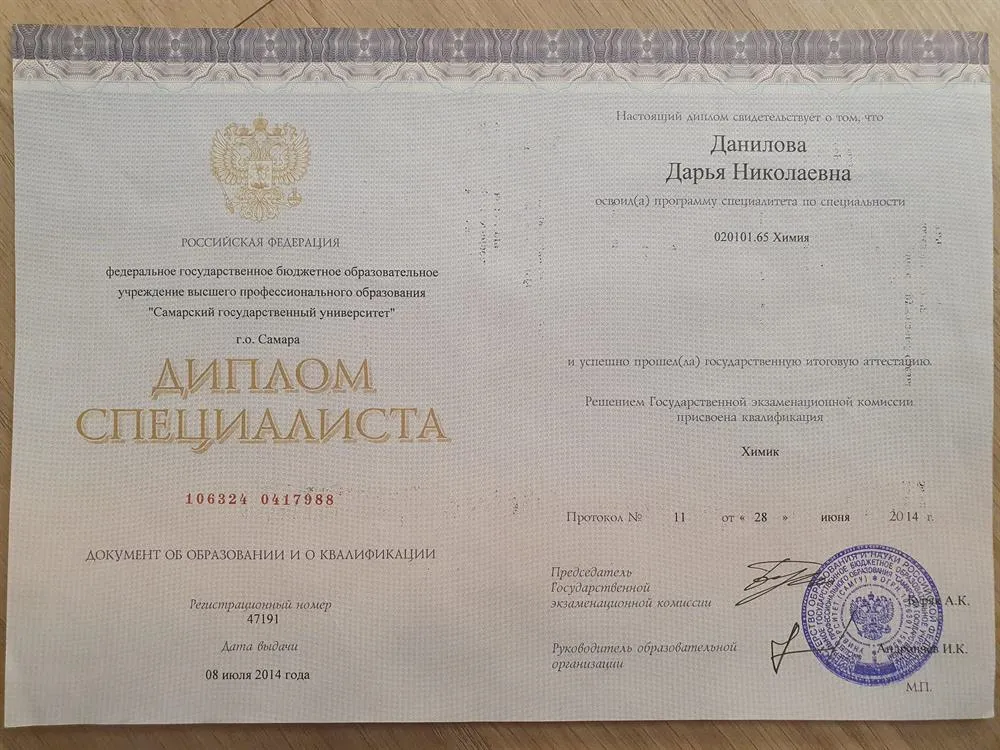 РОССИЙСКАЯ ФЕДЕРАЦИЯ
федеральное государственное бюджетное образовательное
учреждение высшего профессионального образования
"Самарский государственный университет"
г.о. Самара
ДИПЛОМ
СПЕЦИАЛИСТА
106324 0417988
ДОКУМЕНТ ОБ ОБРАЗОВАНИИ И О КВАЛИФИКАЦИИ
Регистрационный номер
47191
Дата выдачи
08 июля 2014 года
Настоящий диплом свидетельствует о том, что
Данилова
Дарья Николаевна
освоил(а) программу специалитета по специальности
020101.65 Химия
и успешно прошел(ла) государственную итоговую аттестацию.
Решением Государственной экзаменационной комиссии
присвоена квалификация
Химик
Протокол № 11 от « 28 » июня 2014 г.
Председатель
Государственной
экзаменационной комиссии
А.К.
Руководитель образовательной
организации
И.К.
М.П.